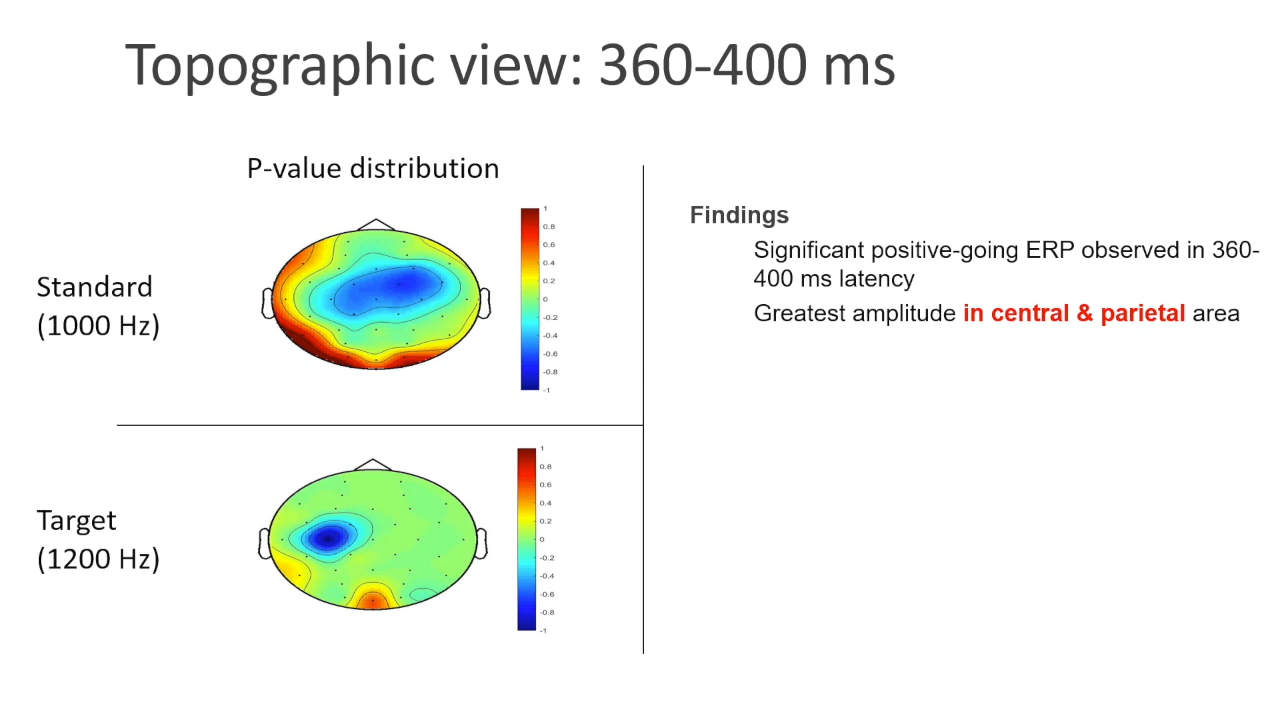 Topographic view: 360-400 ms
P-value distribution
Standard
(1000 Hz)
1
0.8
0.6
0.4
0.2
0
-0.2
-0.4
-0.6
-0.8
-1
Target
(1200 Hz)
1
0.8
0.6
0.4
0.2
0
-0.2
-0.4
-0.6
-0.8
-1
Findings
Significant positive-going ERP observed in 360-
400 ms latency
Greatest amplitude in central & parietal area